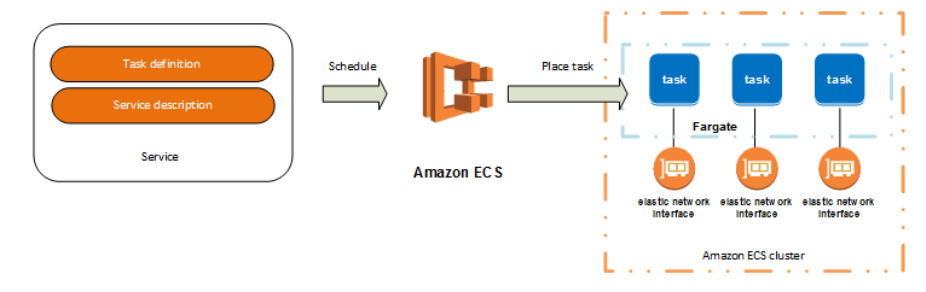 Task definition
Service description
Service
Schedule
Amazon ECS
Place task
task task task
Fargate
elastic network elastic network elastic network
interface interface interface
Amazon ECS cluster